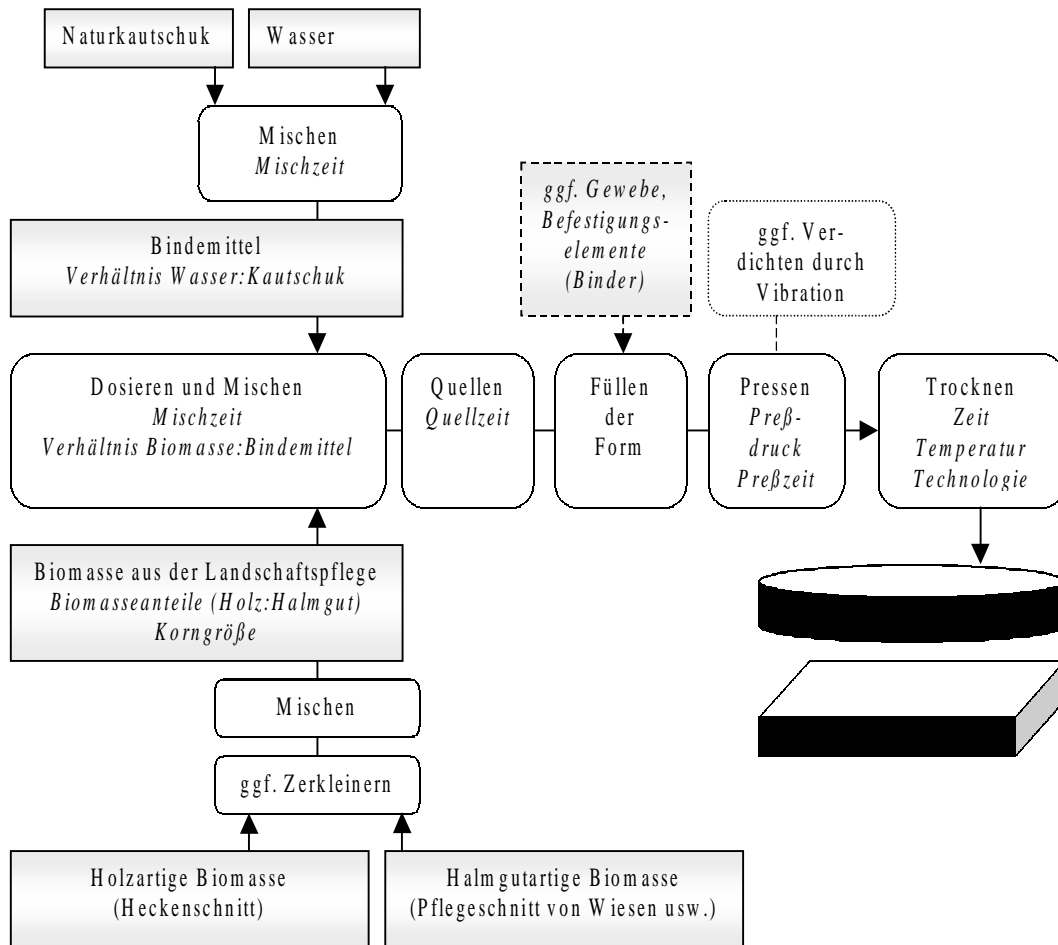 Naturkautschuk
Wasser
Mischen
Mischzeit
Bindemittel
Verhältnis Wasser:Kautschuk
ggf. Gewebe,
Befestigungs-
elemente
(Binder)
ggf. Ver-
dichten durch
Vibration
Dosieren und Mischen
Mischzeit
Verhältnis Biomasse:Bindemittel
Quellen
Quellzeit
Füllen
der
Form
Pressen
Preß-
druck
Preßzeit
Trocknen
Zeit
Temperatur
Technologie
Biomasse aus der Landschaftspflege
Biomasseanteile (Holz:Halmgut)
Korngröße
Mischen
ggf. Zerkleinern
Holzartige Biomasse
(Heckenschnitt)
Halmgutartige Biomasse
(Pflegeschnitt von Wiesen usw.)